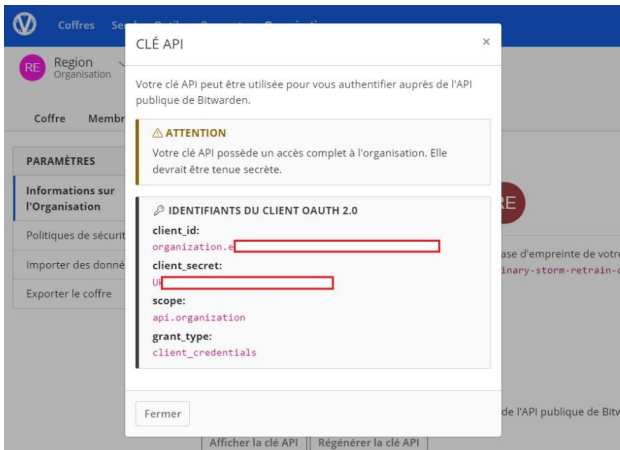 Coffres
CLÉ API
×
RE
Region
Organisation
Votre clé API peut être utilisée pour vous authentifier auprès de l'API
publique de Bitwarden.
Coffre Membr
ATTENTION
Votre clé API possède un accès complet à l'organisation. Elle
devrait être tenue secrète.
PARAMÈTRES
Informations sur
l'Organisation
Politiques de sécurit
Importer des donné
Exporter le coffre
IDENTIFIANTS DU CLIENT OAUTH 2.0
client_id:
organization.e
client_secret:
Uk
scope:
api.organization
grant_type:
client_credentials
RE
ase d'empreinte de votre
inary-storm-retrain-
Fermer
de l'API publique de Bitw
Afficher la clé API Régénérer la clé API